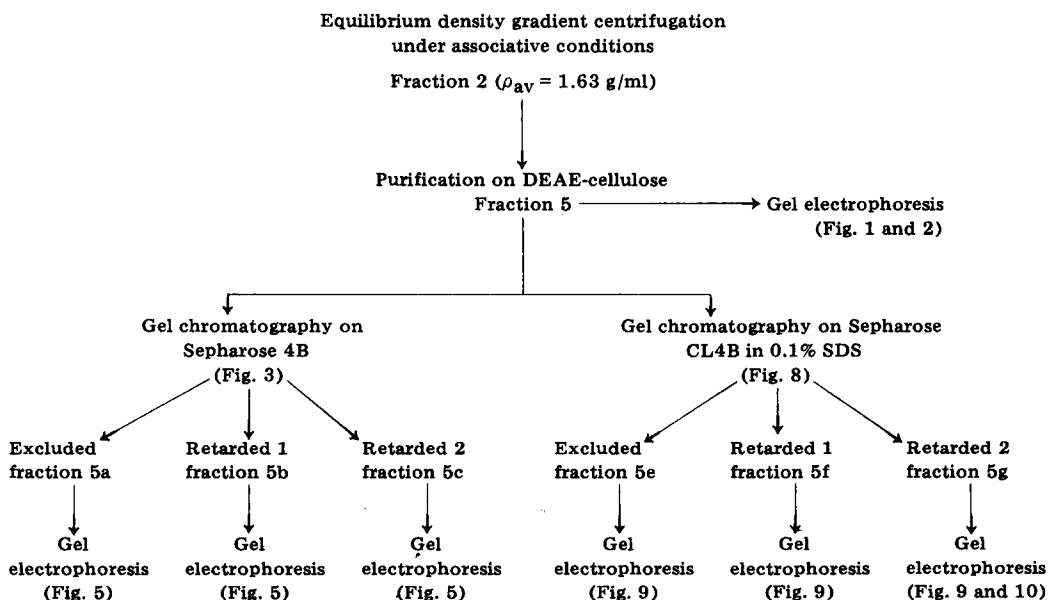 Equilibrium density gradient centrifugation
under associative conditions
Fraction 2 (ρav = 1.63 g/ml)
Purification on DEAE-cellulose
Fraction 5
Gel electrophoresis
(Fig. 1 and 2)
Gel chromatography on
Sepharose 4B
(Fig. 3)
Gel chromatography on Sepharose
CL4B in 0.1% SDS
(Fig. 8)
Excluded
fraction 5a
Retarded 1
fraction 5b
Retarded 2
fraction 5c
Excluded
fraction 5e
Retarded 1
fraction 5f
Retarded 2
fraction 5g
Gel
electrophoresis
(Fig. 5)
Gel
electrophoresis
(Fig. 5)
Gel
electrophoresis
(Fig. 5)
Gel
electrophoresis
(Fig. 9)
Gel
electrophoresis
(Fig. 9)
Gel
electrophoresis
(Fig. 9 and 10)